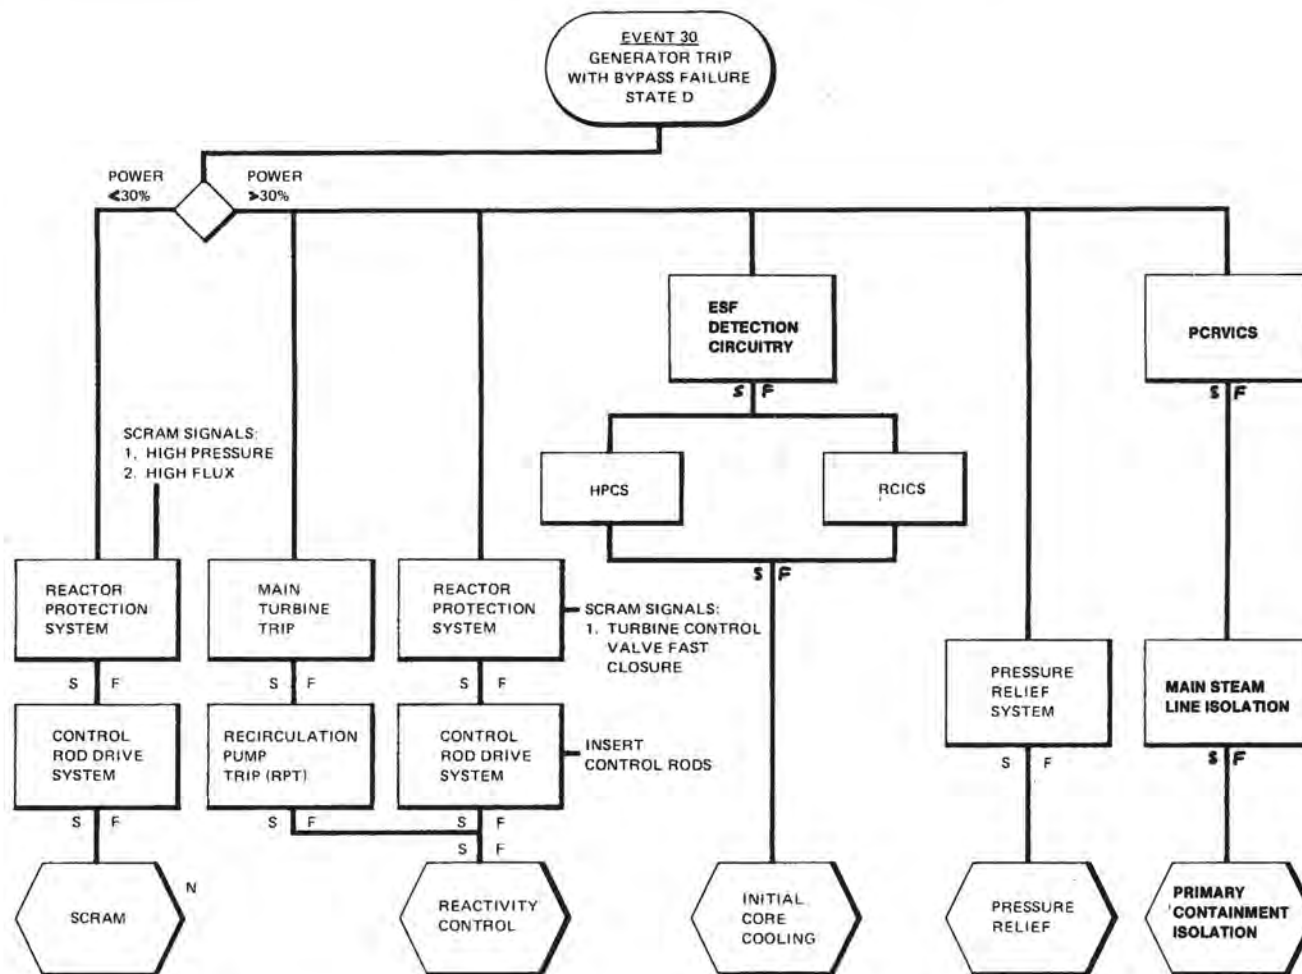 EVENT 30
GENERATOR TRIP
WITH BYPASS FAILURE
STATE D
POWER
<30%
POWER
>30%
ESF
DETECTION
CIRCUITRY
PCRVICS
S F
S F
SCRAM SIGNALS:
1. HIGH PRESSURE
2. HIGH FLUX
HPCS
RCICS
S F
REACTOR
PROTECTION
SYSTEM
MAIN
TURBINE
TRIP
REACTOR
PROTECTION
SYSTEM
SCRAM SIGNALS:
1. TURBINE CONTROL
VALVE FAST
CLOSURE
PRESSURE
RELIEF
SYSTEM
MAIN STEAM
LINE ISOLATION
S F
S F
S F
CONTROL
ROD DRIVE
SYSTEM
RECIRCULATION
PUMP
TRIP (RPT)
CONTROL
ROD DRIVE
SYSTEM
INSERT
CONTROL RODS
S F
S F
S F
S F
S F
S F
N
SCRAM
REACTIVITY
CONTROL
INITIAL
CORE
COOLING
PRESSURE
RELIEF
PRIMARY
CONTAINMENT
ISOLATION